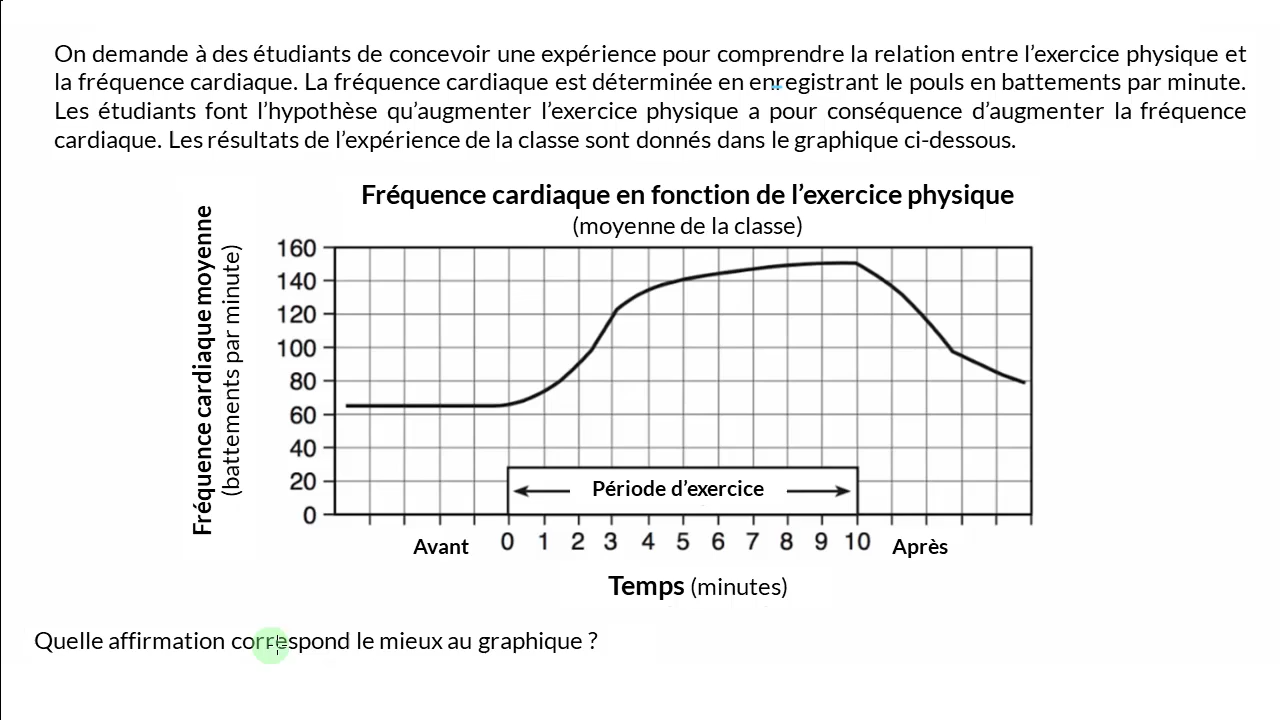 On demande à des étudiants de concevoir une expérience pour comprendre la relation entre l’exercice physique et
la fréquence cardiaque. La fréquence cardiaque est déterminée en enregistrant le pouls en battements par minute.
Les étudiants font l’hypothèse qu’augmenter l’exercice physique a pour conséquence d’augmenter la fréquence
cardiaque. Les résultats de l’expérience de la classe sont donnés dans le graphique ci-dessous.
Fréquence cardiaque en fonction de l’exercice physique
(moyenne de la classe)
Fréquence cardiaque moyenne
(battements par minute)
160
140
120
100
80
60
40
20
0
Période d’exercice
Avant 0 1 2 3 4 5 6 7 8 9 10 Après
Temps (minutes)
Quelle affirmation correspond le mieux au graphique ?